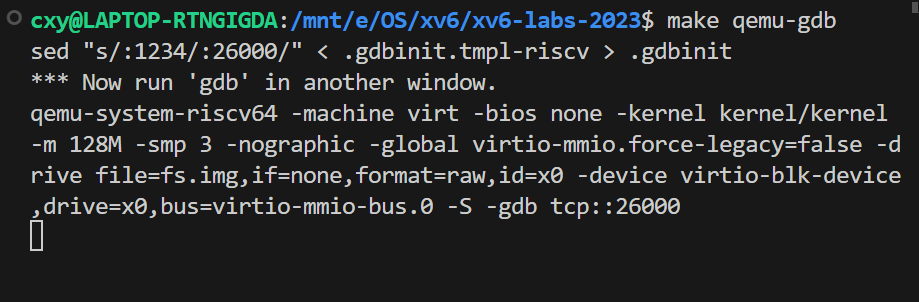 cxy@LAPTOP-RTNGIGDA:/mnt/e/OS/xv6/xv6-labs-2023$ make qemu-gdb
sed "s/:1234/:26000/" < .gdbinit.tmpl-riscv > .gdbinit
*** Now run 'gdb' in another window.
qemu-system-riscv64 -machine virt -bios none -kernel kernel/kernel
-m 128M -smp 3 -nographic -global virtio-mmio.force-legacy=false -d
rive file=fs.img,if=none,format=raw,id=x0 -device virtio-blk-device
,drive=x0,bus=virtio-mmio-bus.0 -S -gdb tcp::26000